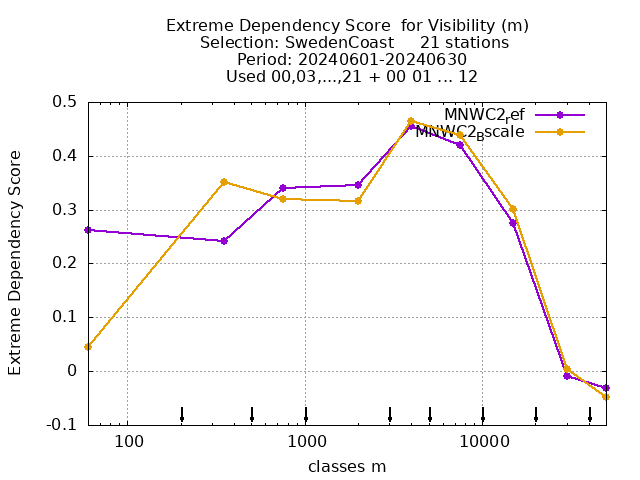 Extreme Dependency Score  for Visibility (m)
Selection: SwedenCoast     21 stations
Period: 20240601-20240630
Used 00,03,...,21 + 00 01 ... 12
MNWC2ref
MNWC2Bscale
0.5
0.4
0.3
0.2
0.1
0
-0.1
Extreme Dependency Score
100
1000
10000
classes m